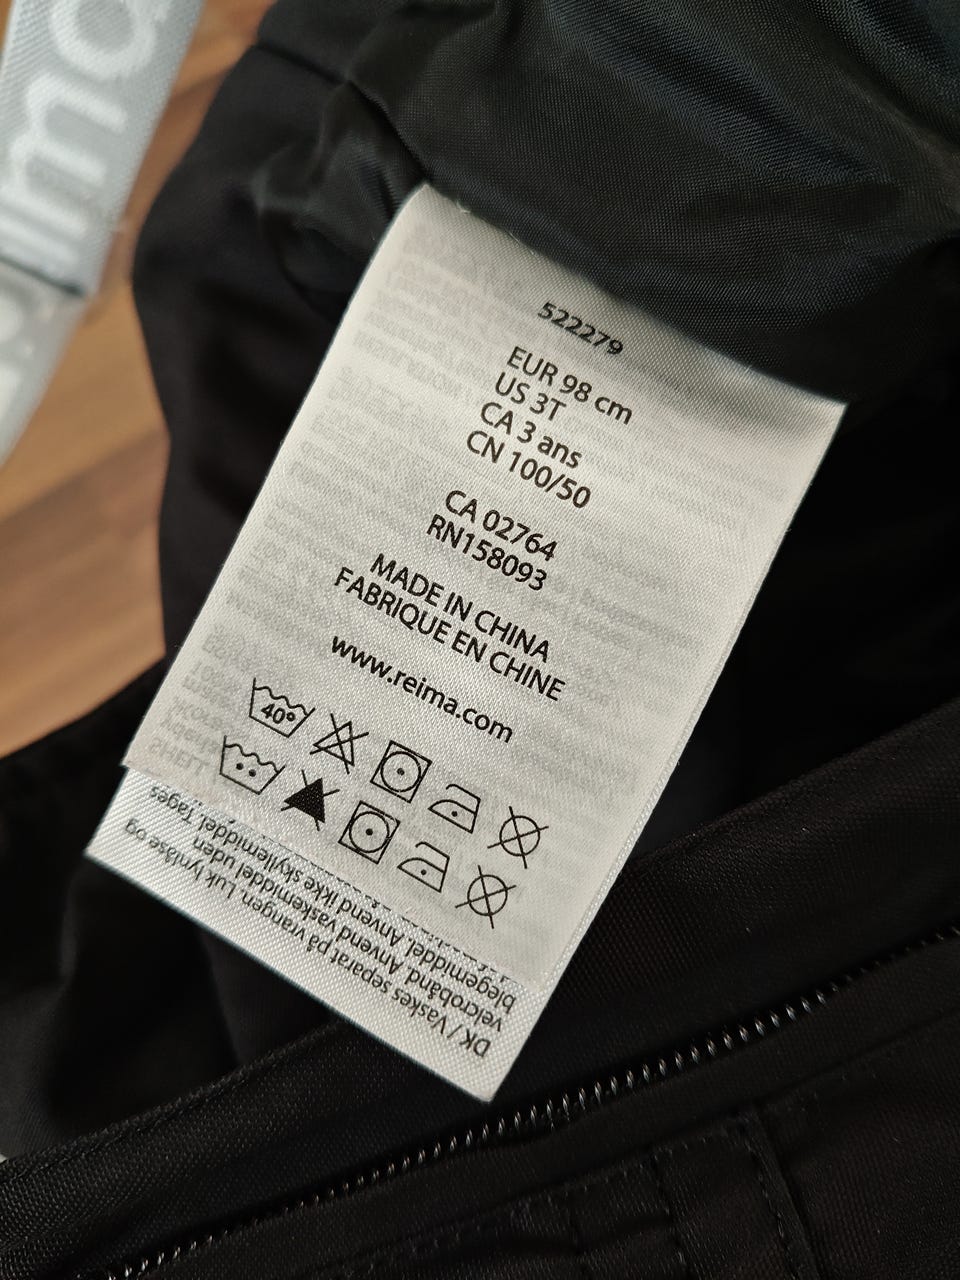 522279
EUR 98 cm
US 3T
CA 3 ans
CN 100/50
CA 02764
RN158093
MADE IN CHINA
FABRIQUE EN CHINE
www.reima.com
40°
DK / Vaskes separat på vrangen. Luk lynlåse og
velcrobånd. Anvend vaskemiddel uden
blegemiddel. Anvend ikke skyllemiddel. Tages